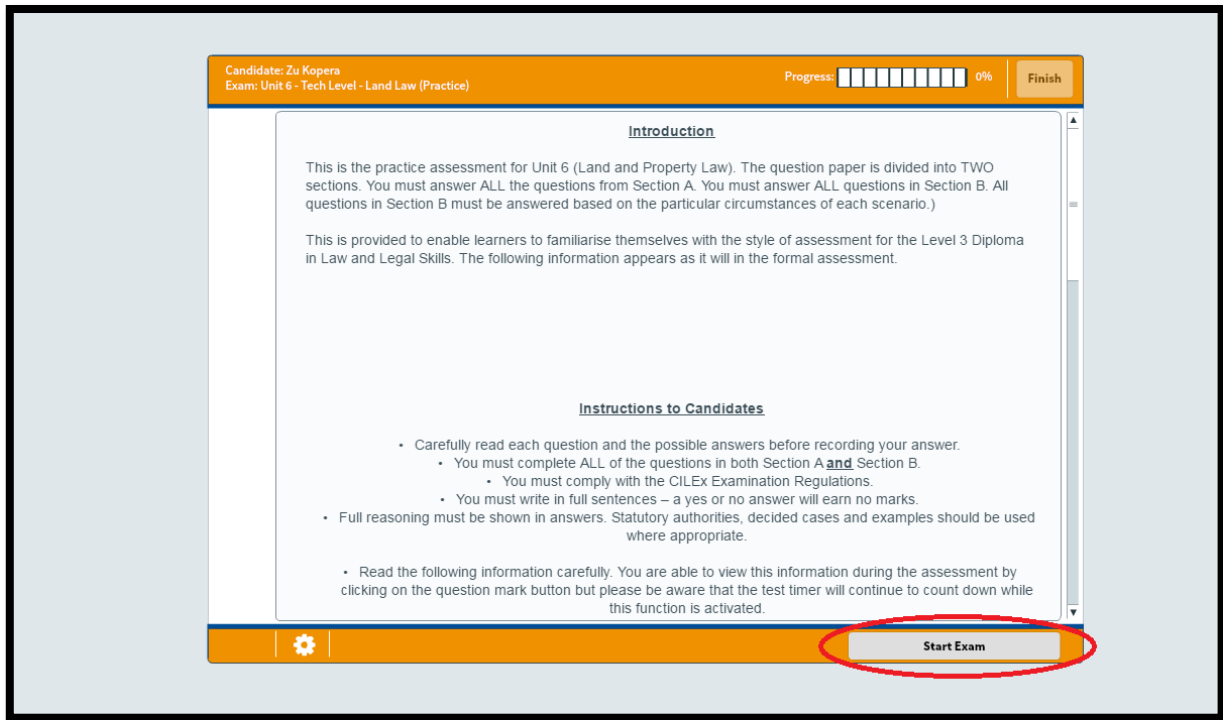 Candidate: Zu Kopera
Exam: Unit 6 - Tech Level - Land Law (Practice)
Progress: 0%
Finish
Introduction
This is the practice assessment for Unit 6 (Land and Property Law). The question paper is divided into TWO
sections. You must answer ALL the questions from Section A. You must answer ALL questions in Section B. All
questions in Section B must be answered based on the particular circumstances of each scenario.)
This is provided to enable learners to familiarise themselves with the style of assessment for the Level 3 Diploma
in Law and Legal Skills. The following information appears as it will in the formal assessment.
Instructions to Candidates
• Carefully read each question and the possible answers before recording your answer.
• You must complete ALL of the questions in both Section A and Section B.
• You must comply with the CILEx Examination Regulations.
• You must write in full sentences – a yes or no answer will earn no marks.
• Full reasoning must be shown in answers. Statutory authorities, decided cases and examples should be used
where appropriate.
• Read the following information carefully. You are able to view this information during the assessment by
clicking on the question mark button but please be aware that the test timer will continue to count down while
this function is activated.
Start Exam